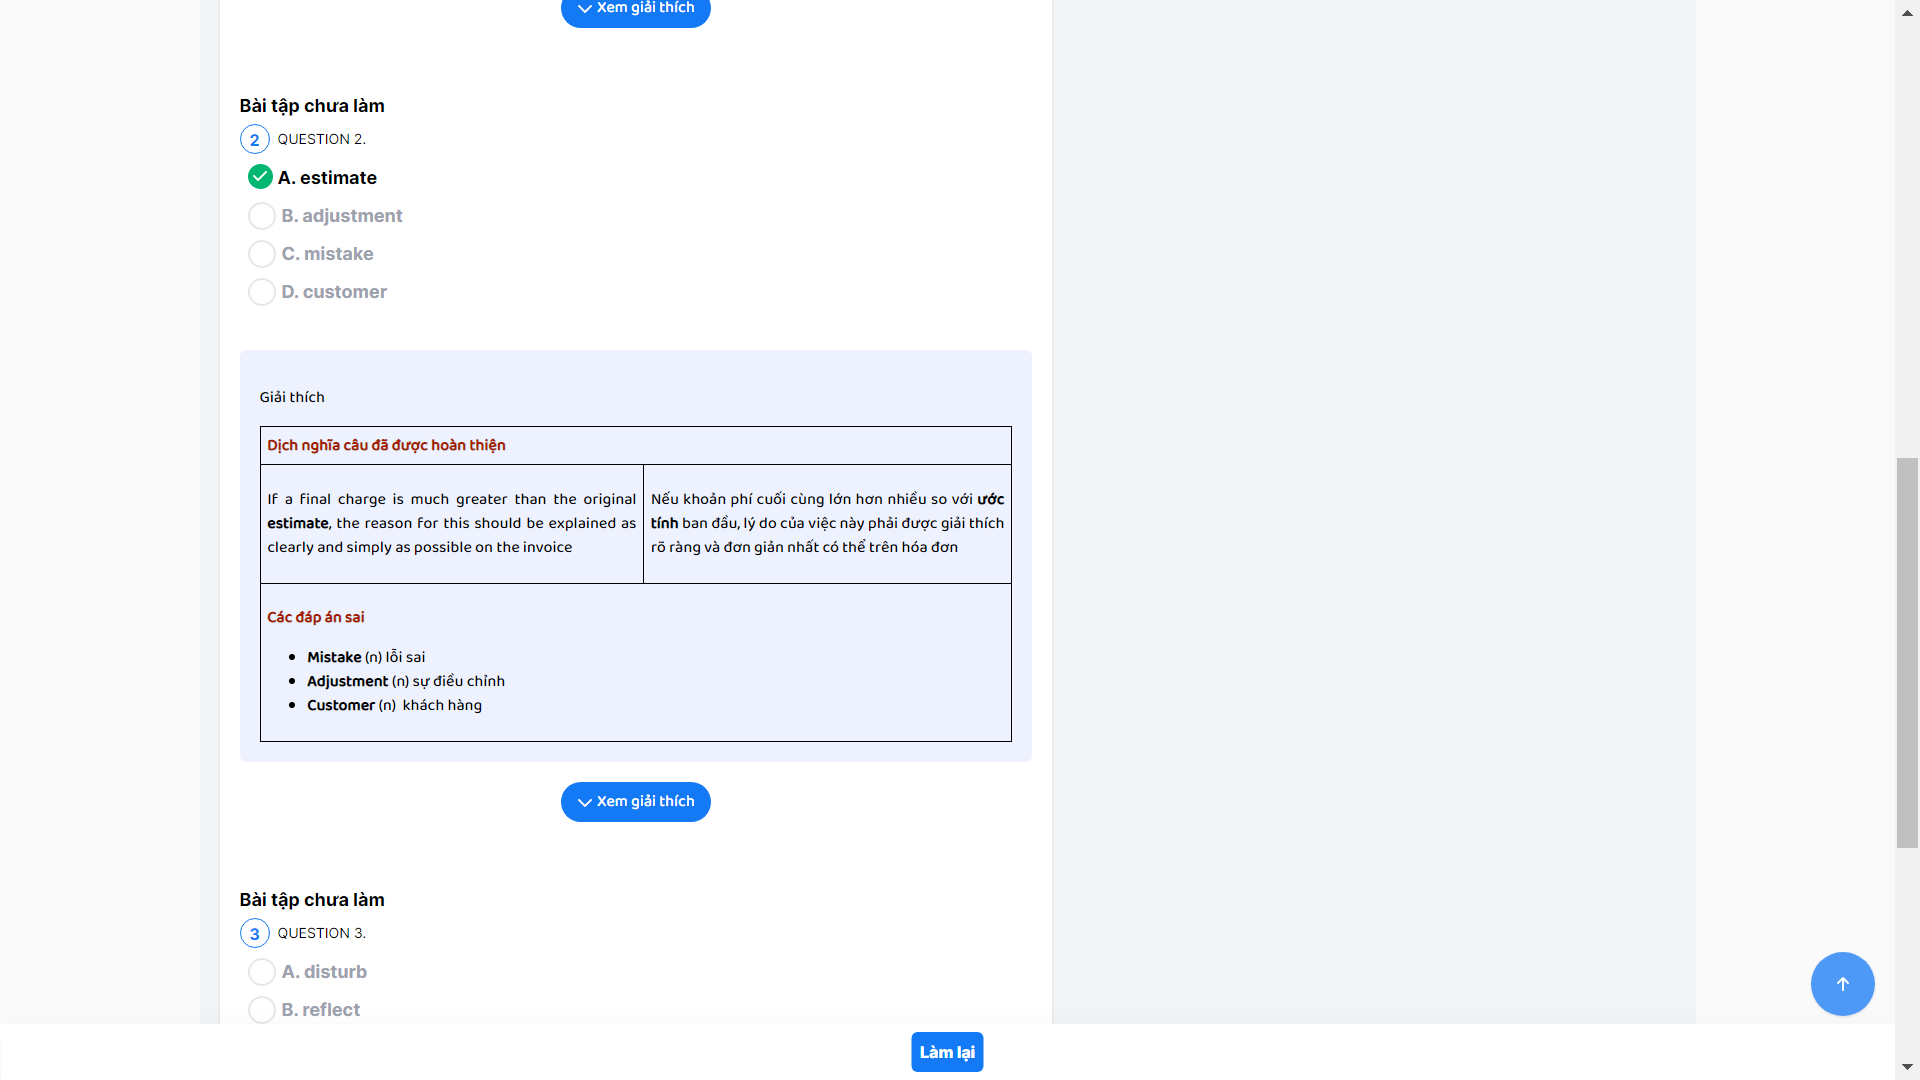 Xem giải thích
Bài tập chưa làm
2 QUESTION 2.
A. estimate
B. adjustment
C. mistake
D. customer
Giải thích
Dịch nghĩa câu đã được hoàn thiện
If a final charge is much greater than the original
estimate, the reason for this should be explained as
clearly and simply as possible on the invoice
Nếu khoản phí cuối cùng lớn hơn nhiều so với ước
tính ban đầu, lý do của việc này phải được giải thích
rõ ràng và đơn giản nhất có thể trên hóa đơn
Các đáp án sai
Mistake (n) lỗi sai
Adjustment (n) sự điều chỉnh
Customer (n) khách hàng
Xem giải thích
Bài tập chưa làm
3 QUESTION 3.
A. disturb
B. reflect
Làm lại